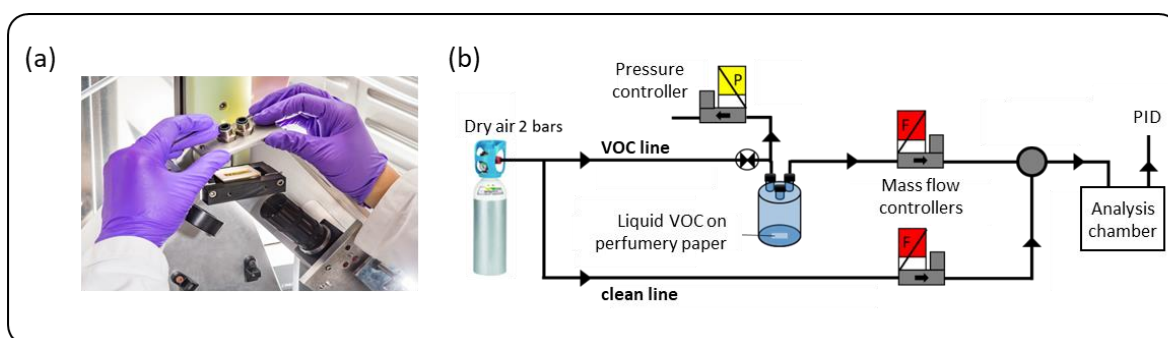 (a)
(b)
Pressure
controller
P
Dry air 2 bars
VOC line
F
PID
Mass flow
controllers
Liquid VOC on
perfumery paper
Analysis
chamber
F
clean line